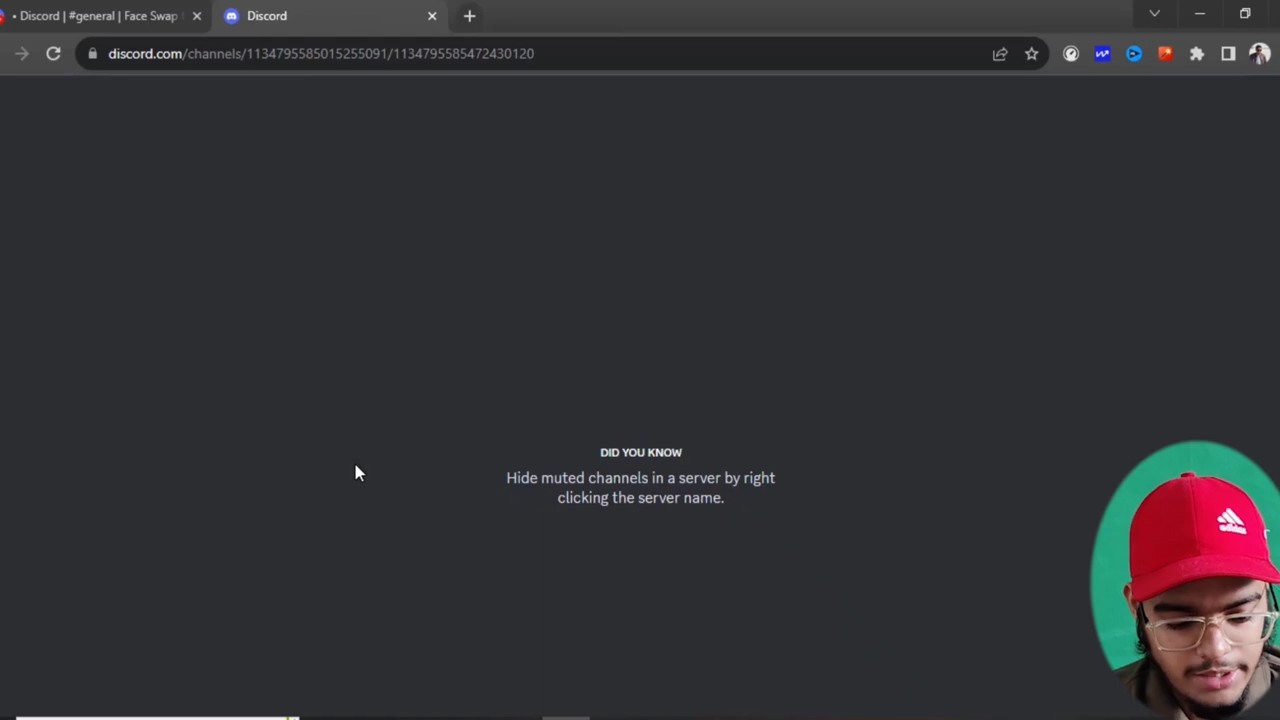 • Discord | #general | Face Swap
Discord
discord.com/channels/1134795585015255091/1134795585472430120
DID YOU KNOW
Hide muted channels in a server by right
clicking the server name.
adidas